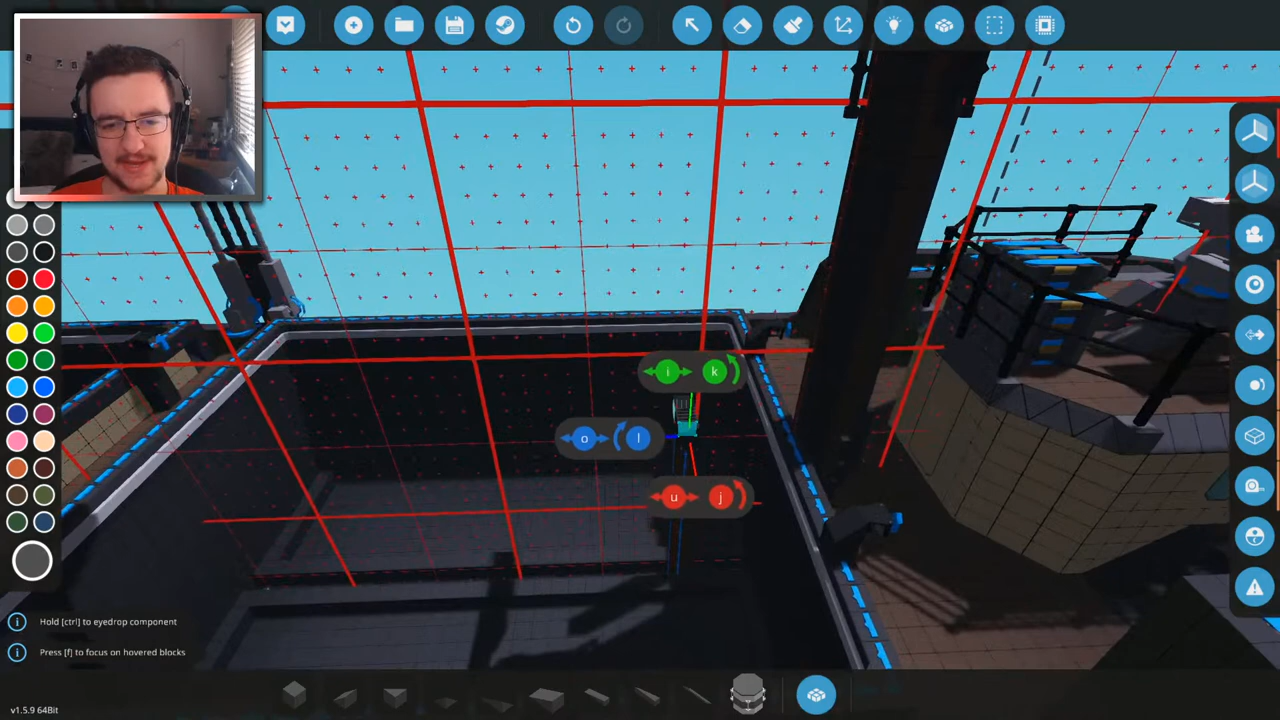 i k
o l
u j
Hold [ctrl] to eyedrop component
Press [f] to focus on hovered blocks
v1.5.9 64Bit